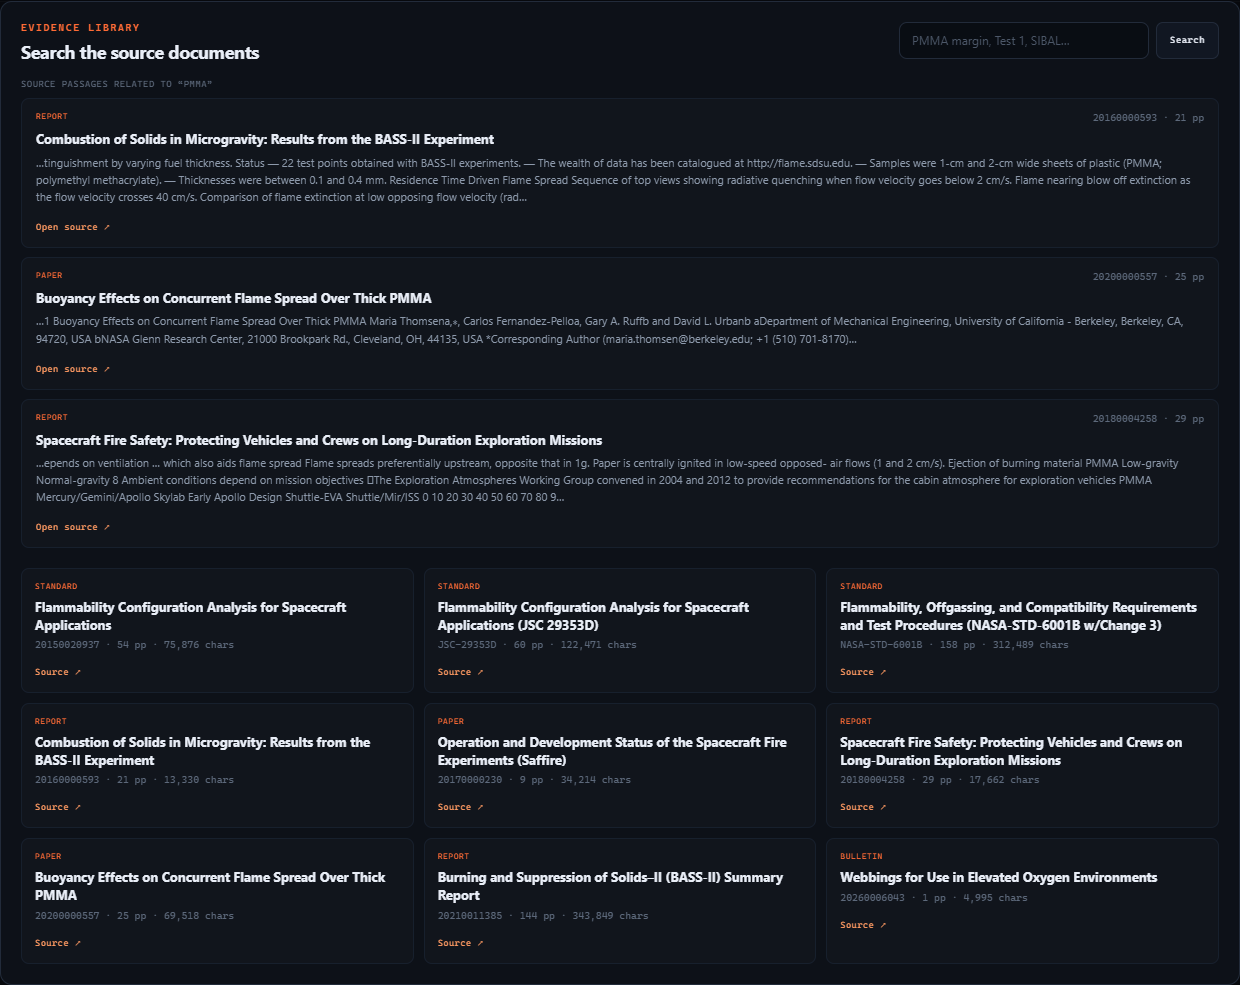 EVIDENCE LIBRARY
Search the source documents
PMMA margin, Test 1, SIBAL...
Search
SOURCE PASSAGES RELATED TO “PMMA”
REPORT
20160000593 · 21 pp
Combustion of Solids in Microgravity: Results from the BASS-II Experiment
...tinguishment by varying fuel thickness. Status — 22 test points obtained with BASS-II experiments. — The wealth of data has been catalogued at http://flame.sdsu.edu. — Samples were 1-cm and 2-cm wide sheets of plastic (PMMA;
polymethyl methacrylate). — Thicknesses were between 0.1 and 0.4 mm. Residence Time Driven Flame Spread Sequence of top views showing radiative quenching when flow velocity goes below 2 cm/s. Flame nearing blow off extinction as
the flow velocity crosses 40 cm/s. Comparison of flame extinction at low opposing flow velocity (rad...
Open source ↗
PAPER
20200000557 · 25 pp
Buoyancy Effects on Concurrent Flame Spread Over Thick PMMA
...1 Buoyancy Effects on Concurrent Flame Spread Over Thick PMMA Maria Thomsena,*, Carlos Fernandez-Pelloa, Gary A. Ruffb and David L. Urbanb aDepartment of Mechanical Engineering, University of California - Berkeley, Berkeley, CA,
94720, USA bNASA Glenn Research Center, 21000 Brookpark Rd., Cleveland, OH, 44135, USA *Corresponding Author (maria.thomsen@berkeley.edu; +1 (510) 701-8170)...
Open source ↗
REPORT
20180004258 · 29 pp
Spacecraft Fire Safety: Protecting Vehicles and Crews on Long-Duration Exploration Missions
...epends on ventilation ... which also aids flame spread Flame spreads preferentially upstream, opposite that in 1g. Paper is centrally ignited in low-speed opposed- air flows (1 and 2 cm/s). Ejection of burning material PMMA Low-gravity
Normal-gravity 8 Ambient conditions depend on mission objectives The Exploration Atmospheres Working Group convened in 2004 and 2012 to provide recommendations for the cabin atmosphere for exploration vehicles PMMA
Mercury/Gemini/Apollo Skylab Early Apollo Design Shuttle-EVA Shuttle/Mir/ISS 0 10 20 30 40 50 60 70 80 9...
Open source ↗
STANDARD
Flammability Configuration Analysis for Spacecraft
Applications
20150020937 · 54 pp · 75,876 chars
Source ↗
STANDARD
Flammability Configuration Analysis for Spacecraft
Applications (JSC 29353D)
JSC-29353D · 60 pp · 122,471 chars
Source ↗
STANDARD
Flammability, Offgassing, and Compatibility Requirements
and Test Procedures (NASA-STD-6001B w/Change 3)
NASA-STD-6001B · 158 pp · 312,489 chars
Source ↗
REPORT
Combustion of Solids in Microgravity: Results from the
BASS-II Experiment
20160000593 · 21 pp · 13,330 chars
Source ↗
PAPER
Operation and Development Status of the Spacecraft Fire
Experiments (Saffire)
20170000230 · 9 pp · 34,214 chars
Source ↗
REPORT
Spacecraft Fire Safety: Protecting Vehicles and Crews on
Long-Duration Exploration Missions
20180004258 · 29 pp · 17,662 chars
Source ↗
PAPER
Buoyancy Effects on Concurrent Flame Spread Over Thick
PMMA
20200000557 · 25 pp · 69,518 chars
Source ↗
REPORT
Burning and Suppression of Solids–II (BASS-II) Summary
Report
20210011385 · 144 pp · 343,849 chars
Source ↗
BULLETIN
Webbings for Use in Elevated Oxygen Environments
20260006043 · 1 pp · 4,995 chars
Source ↗